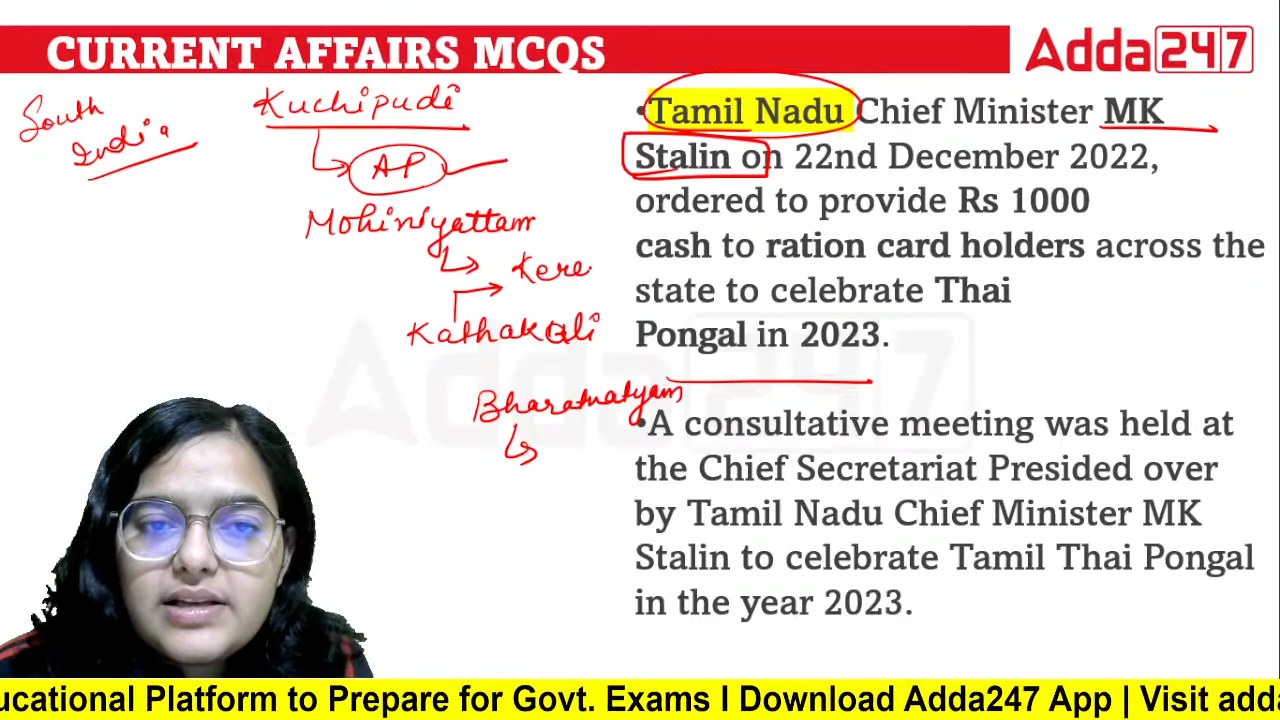 CURRENT AFFAIRS MCQS
Adda247
South
India
Kuchipudi
AP
Mohiniyattam
Kere
Kathakali
Bharatnatyam
•Tamil Nadu Chief Minister MK
Stalin on 22nd December 2022,
ordered to provide Rs 1000
cash to ration card holders across the
state to celebrate Thai
Pongal in 2023.
•A consultative meeting was held at
the Chief Secretariat Presided over
by Tamil Nadu Chief Minister MK
Stalin to celebrate Tamil Thai Pongal
in the year 2023.
Adda247
ucational Platform to Prepare for Govt. Exams I Download Adda247 App | Visit adda